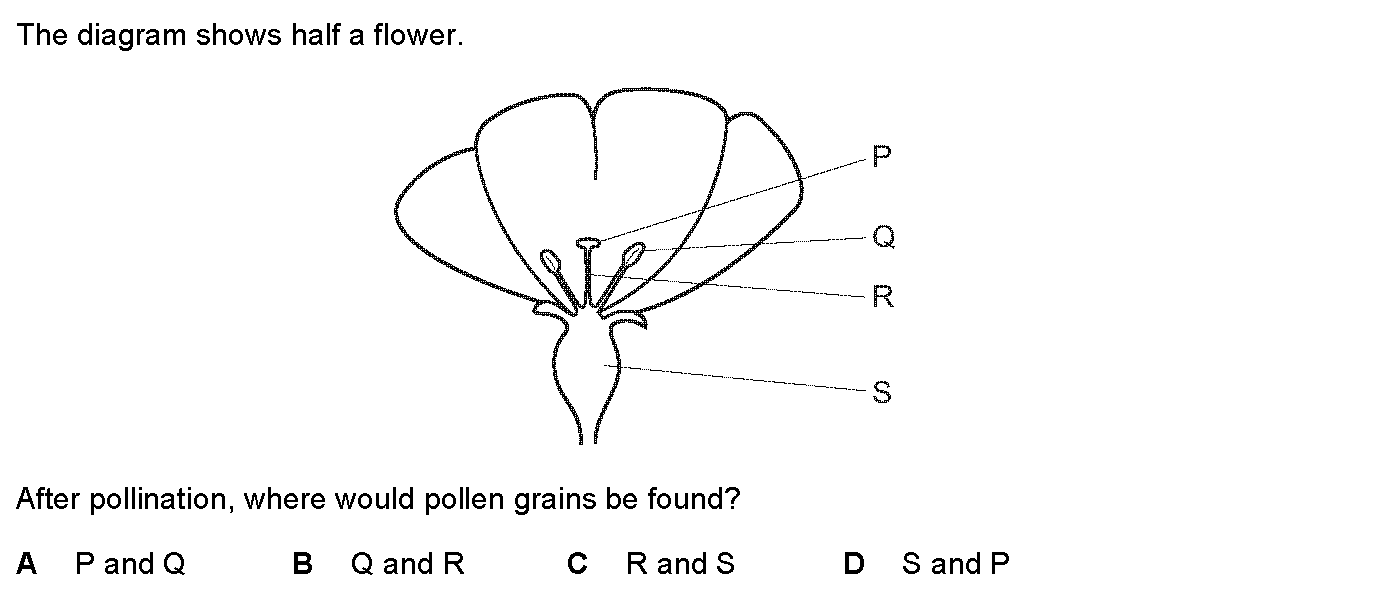 The diagram shows half a flower.
P
Q
R
S
After pollination, where would pollen grains be found?
A P and Q B Q and R C R and S D S and P